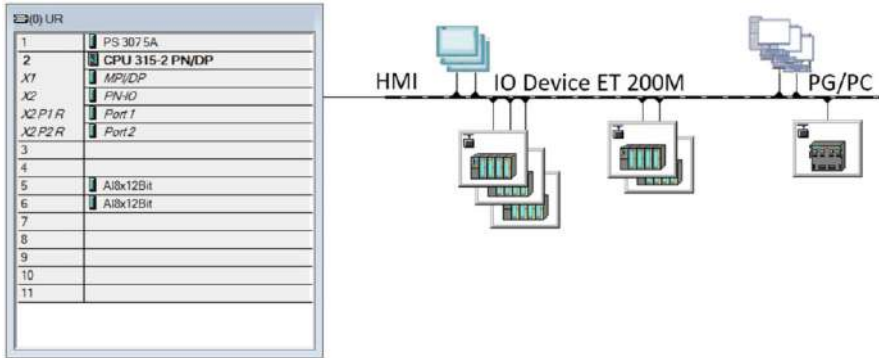 (0) UR
1 PS 307 5A
2 CPU 315-2 PN/DP
X1 MPI/DP
X2 PN-IO
X2 P1 R Port 1
X2 P2 R Port 2
3
4
5 AI8x12Bit
6 AI8x12Bit
7
8
9
10
11
HMI IO Device ET 200M PG/PC